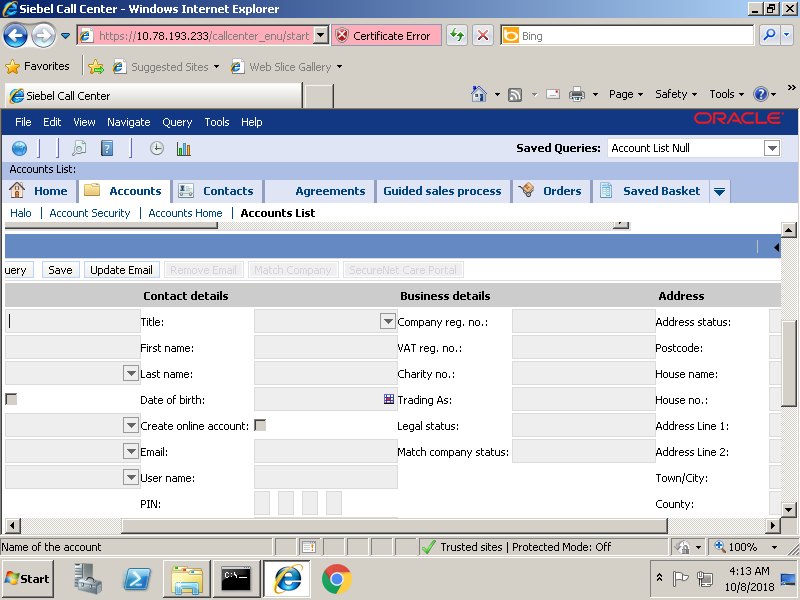 Siebel Call Center - Windows Internet Explorer
https://10.78.193.233/callcenter_enu/start
Certificate Error
Bing
Favorites
Suggested Sites
Web Slice Gallery
Siebel Call Center
Page
Safety
Tools
File Edit View Navigate Query Tools Help
ORACLE
Saved Queries: Account List Null
Accounts List:
Home Accounts Contacts Agreements Guided sales process Orders Saved Basket
Halo | Account Security | Accounts Home | Accounts List
uery Save Update Email Remove Email Match Company SecureNet Care Portal
Contact details Business details Address
Title: Company reg. no.: Address status:
First name: VAT reg. no.: Postcode:
Last name: Charity no.: House name:
Date of birth: Trading As: House no.:
Create online account: Legal status: Address Line 1:
Email: Match company status: Address Line 2:
User name: Town/City:
PIN: County:
Name of the account
Trusted sites | Protected Mode: Off
100%
Start
C:\.
4:13 AM
10/8/2018